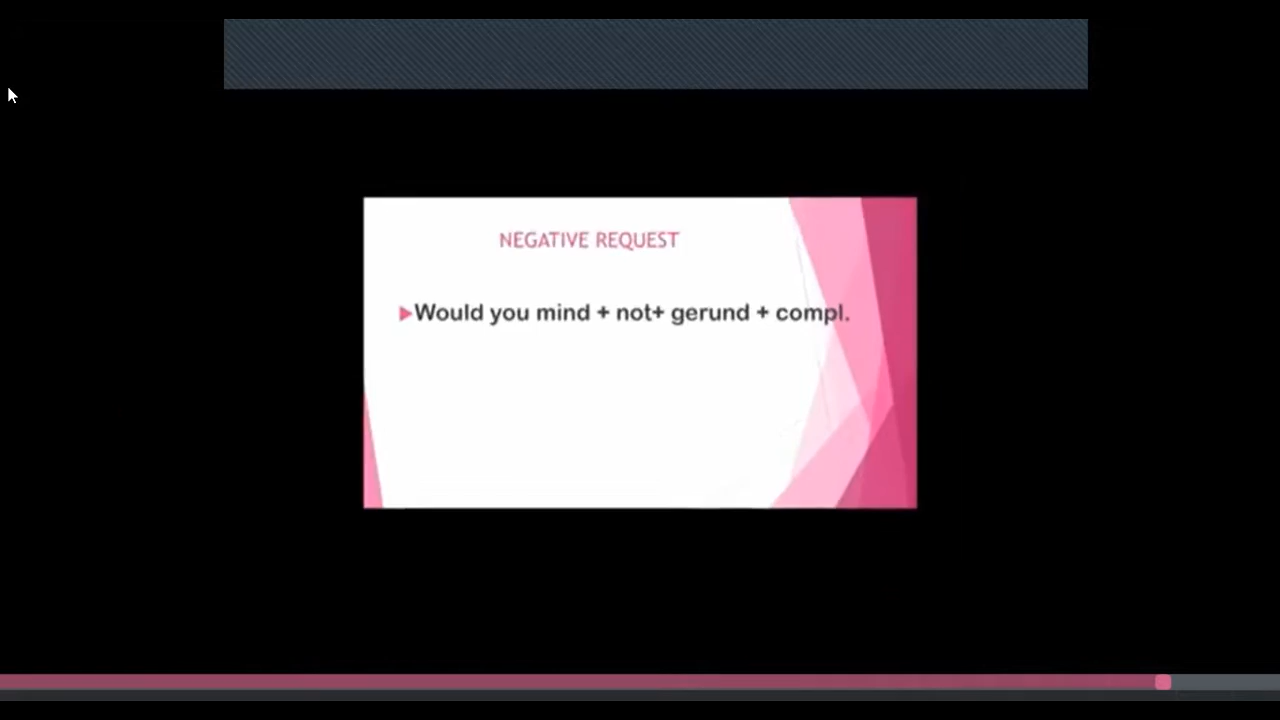 NEGATIVE REQUEST
Would you mind + not+ gerund + compl.